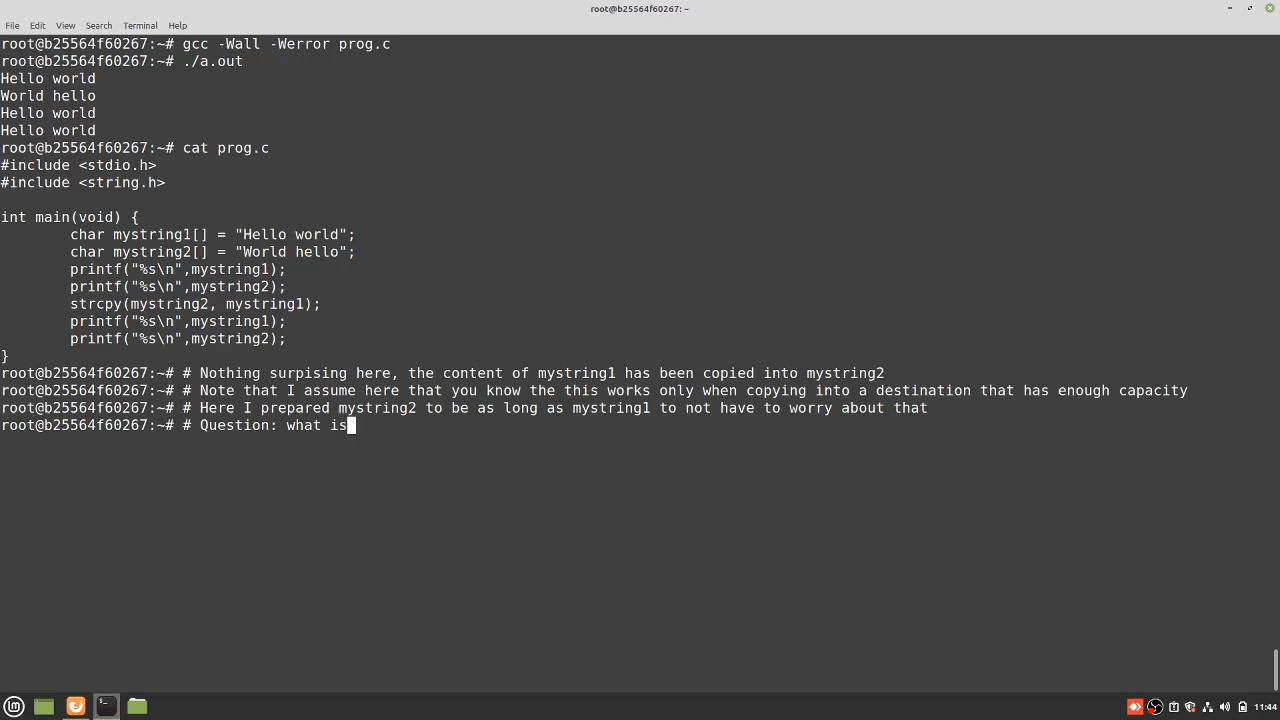 root@b25564f60267: ~
File Edit View Search Terminal Help
root@b25564f60267:~# gcc -Wall -Werror prog.c
root@b25564f60267:~# ./a.out
Hello world
World hello
Hello world
Hello world
root@b25564f60267:~# cat prog.c
#include <stdio.h>
#include <string.h>
int main(void) {
        char mystring1[] = "Hello world";
        char mystring2[] = "World hello";
        printf("%s\n",mystring1);
        printf("%s\n",mystring2);
        strcpy(mystring2, mystring1);
        printf("%s\n",mystring1);
        printf("%s\n",mystring2);
}
root@b25564f60267:~# # Nothing surpising here, the content of mystring1 has been copied into mystring2
root@b25564f60267:~# # Note that I assume here that you know the this works only when copying into a destination that has enough capacity
root@b25564f60267:~# # Here I prepared mystring2 to be as long as mystring1 to not have to worry about that
root@b25564f60267:~# # Question: what is
11:44